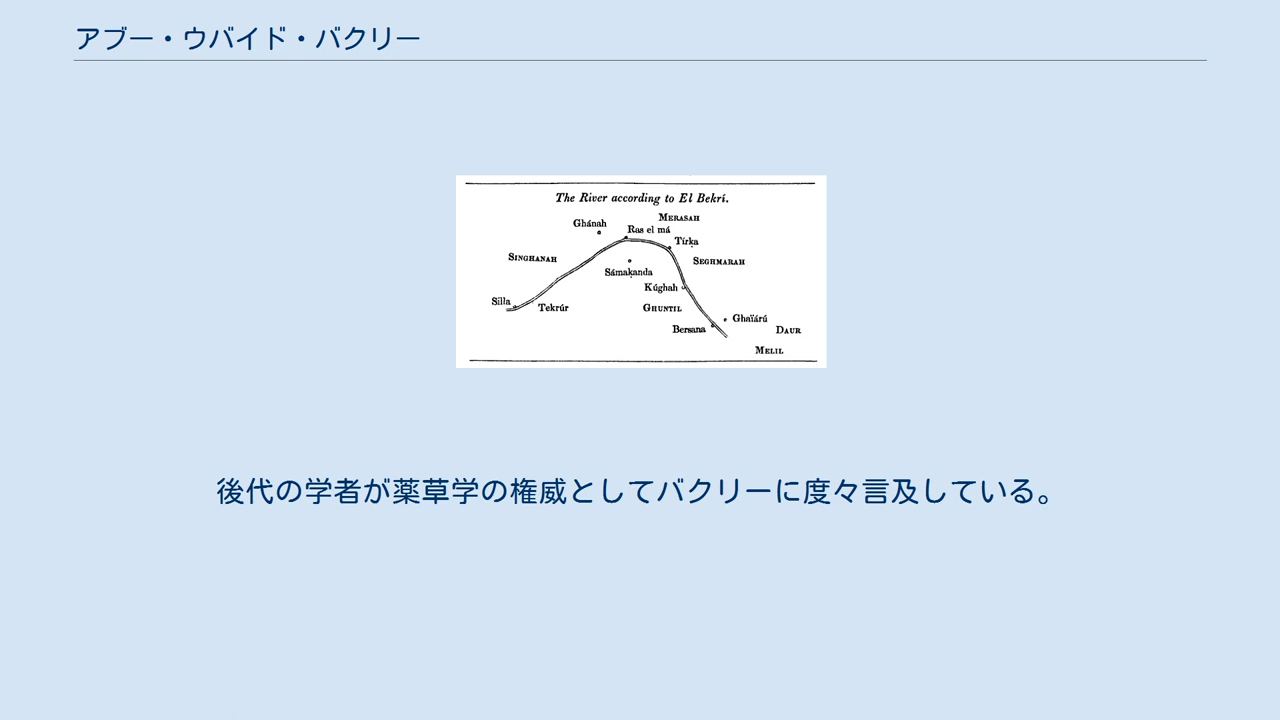 アブー・ウバイド・バクリー
The River according to El Bekrí.
MERASAH
Ghánah
Ras el má
Tírḳa
SINGHANAH
SEGHMARAH
Sámaḳanda
Kúghah
Silla
Tekrúr
GHUNTIL
Ghaïárú
Bersana
DAUR
MELIL
後代の学者が薬草学の権威としてバクリーに度々言及している。